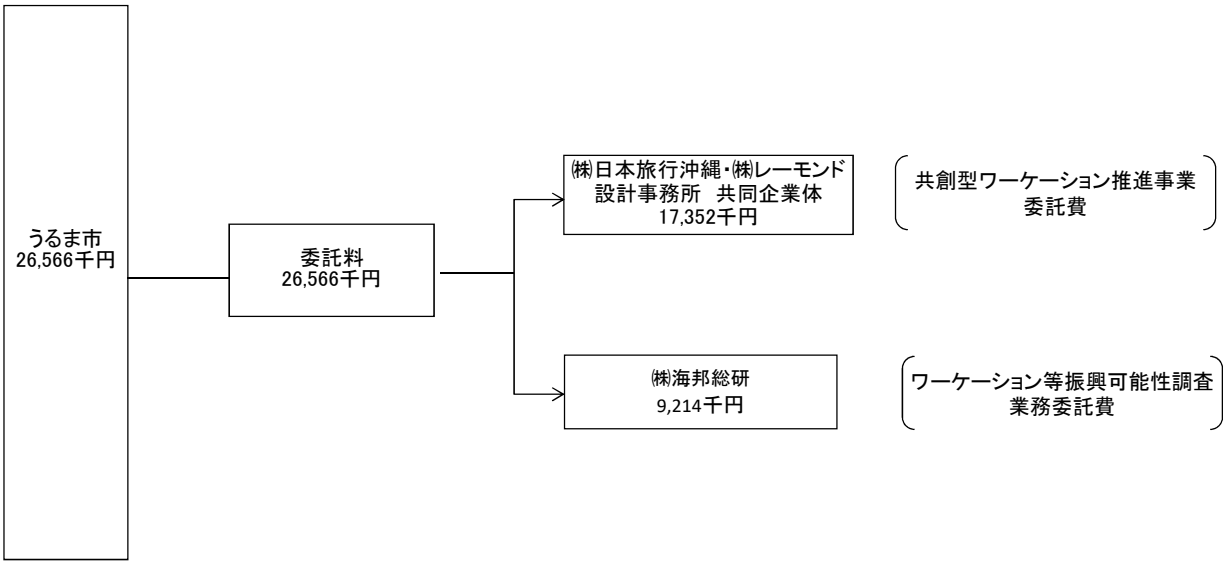 うるま市
26,566千円
委託料
26,566千円
㈱日本旅行沖縄・㈱レーモンド
設計事務所　共同企業体
17,352千円
共創型ワーケーション推進事業
委託費
㈱海邦総研
9,214千円
ワーケーション等振興可能性調査
業務委託費